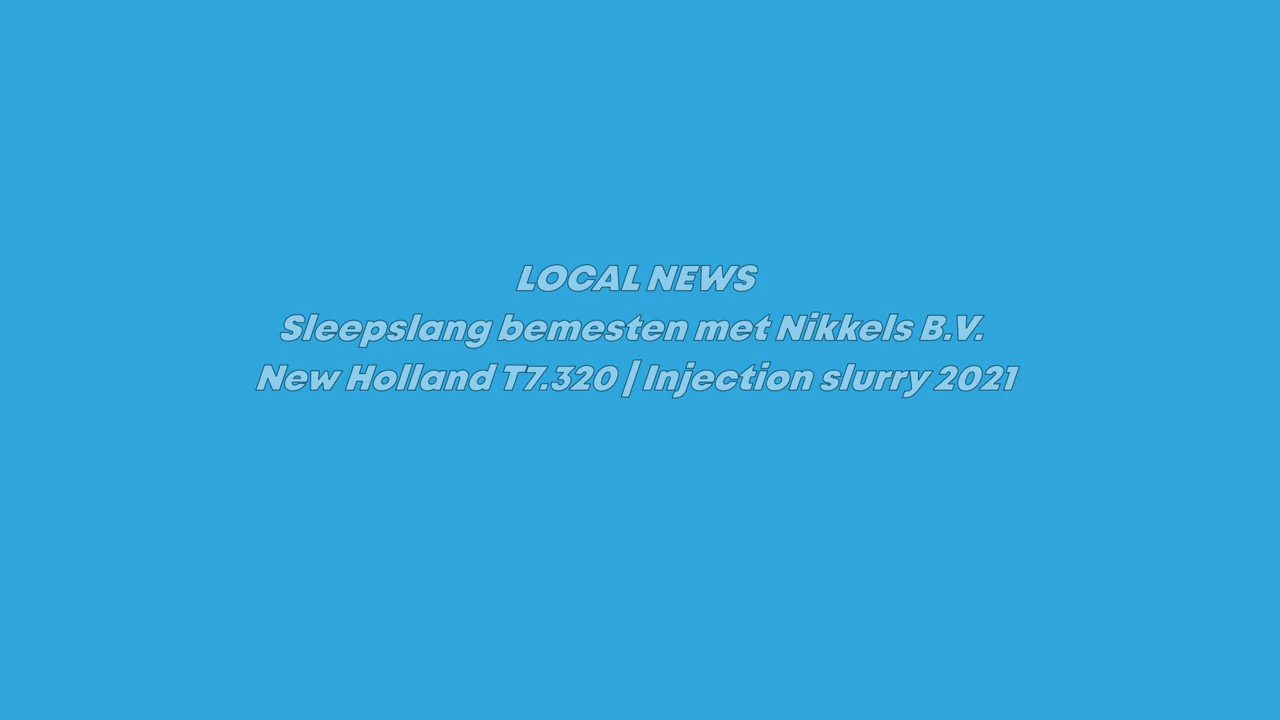 LOCAL NEWS
Sleepslang bemesten met Nikkels B.V.
New Holland T7.320 | Injection slurry 2021